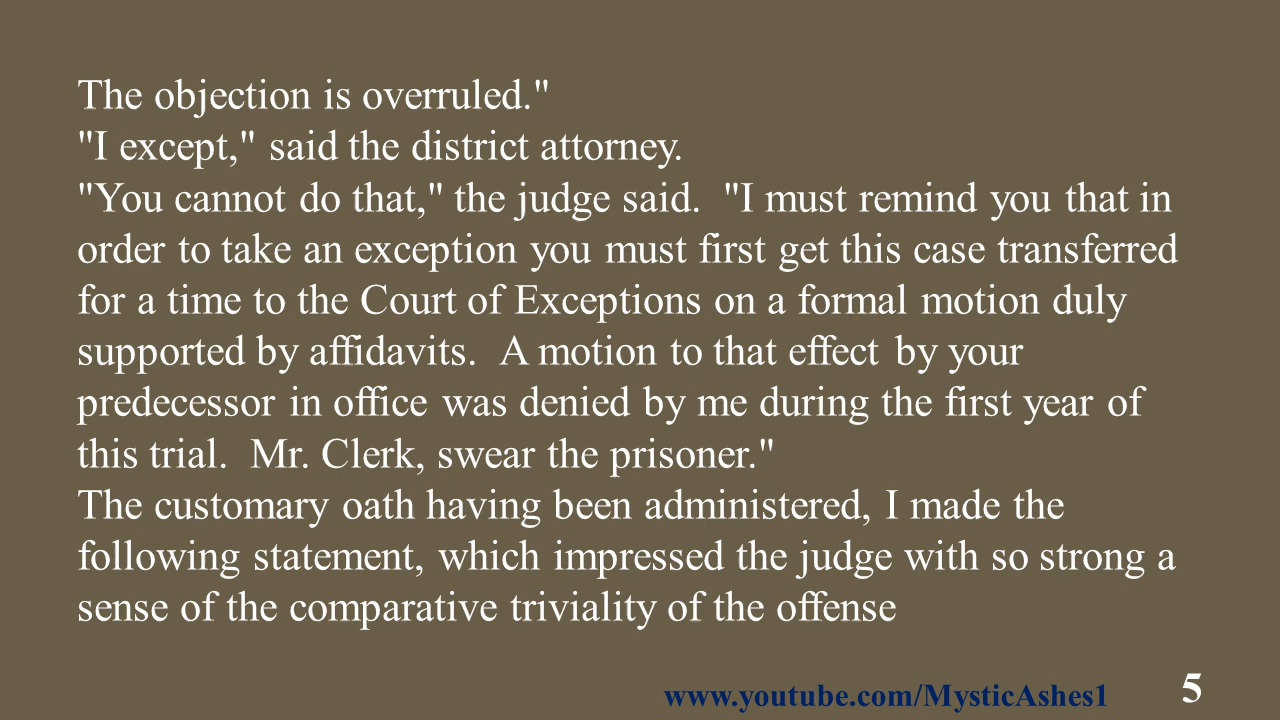 The objection is overruled."
"I except," said the district attorney.
"You cannot do that," the judge said.  "I must remind you that in
order to take an exception you must first get this case transferred
for a time to the Court of Exceptions on a formal motion duly
supported by affidavits.  A motion to that effect by your
predecessor in office was denied by me during the first year of
this trial.  Mr. Clerk, swear the prisoner."
The customary oath having been administered, I made the
following statement, which impressed the judge with so strong a
sense of the comparative triviality of the offense
www.youtube.com/MysticAshes1
5